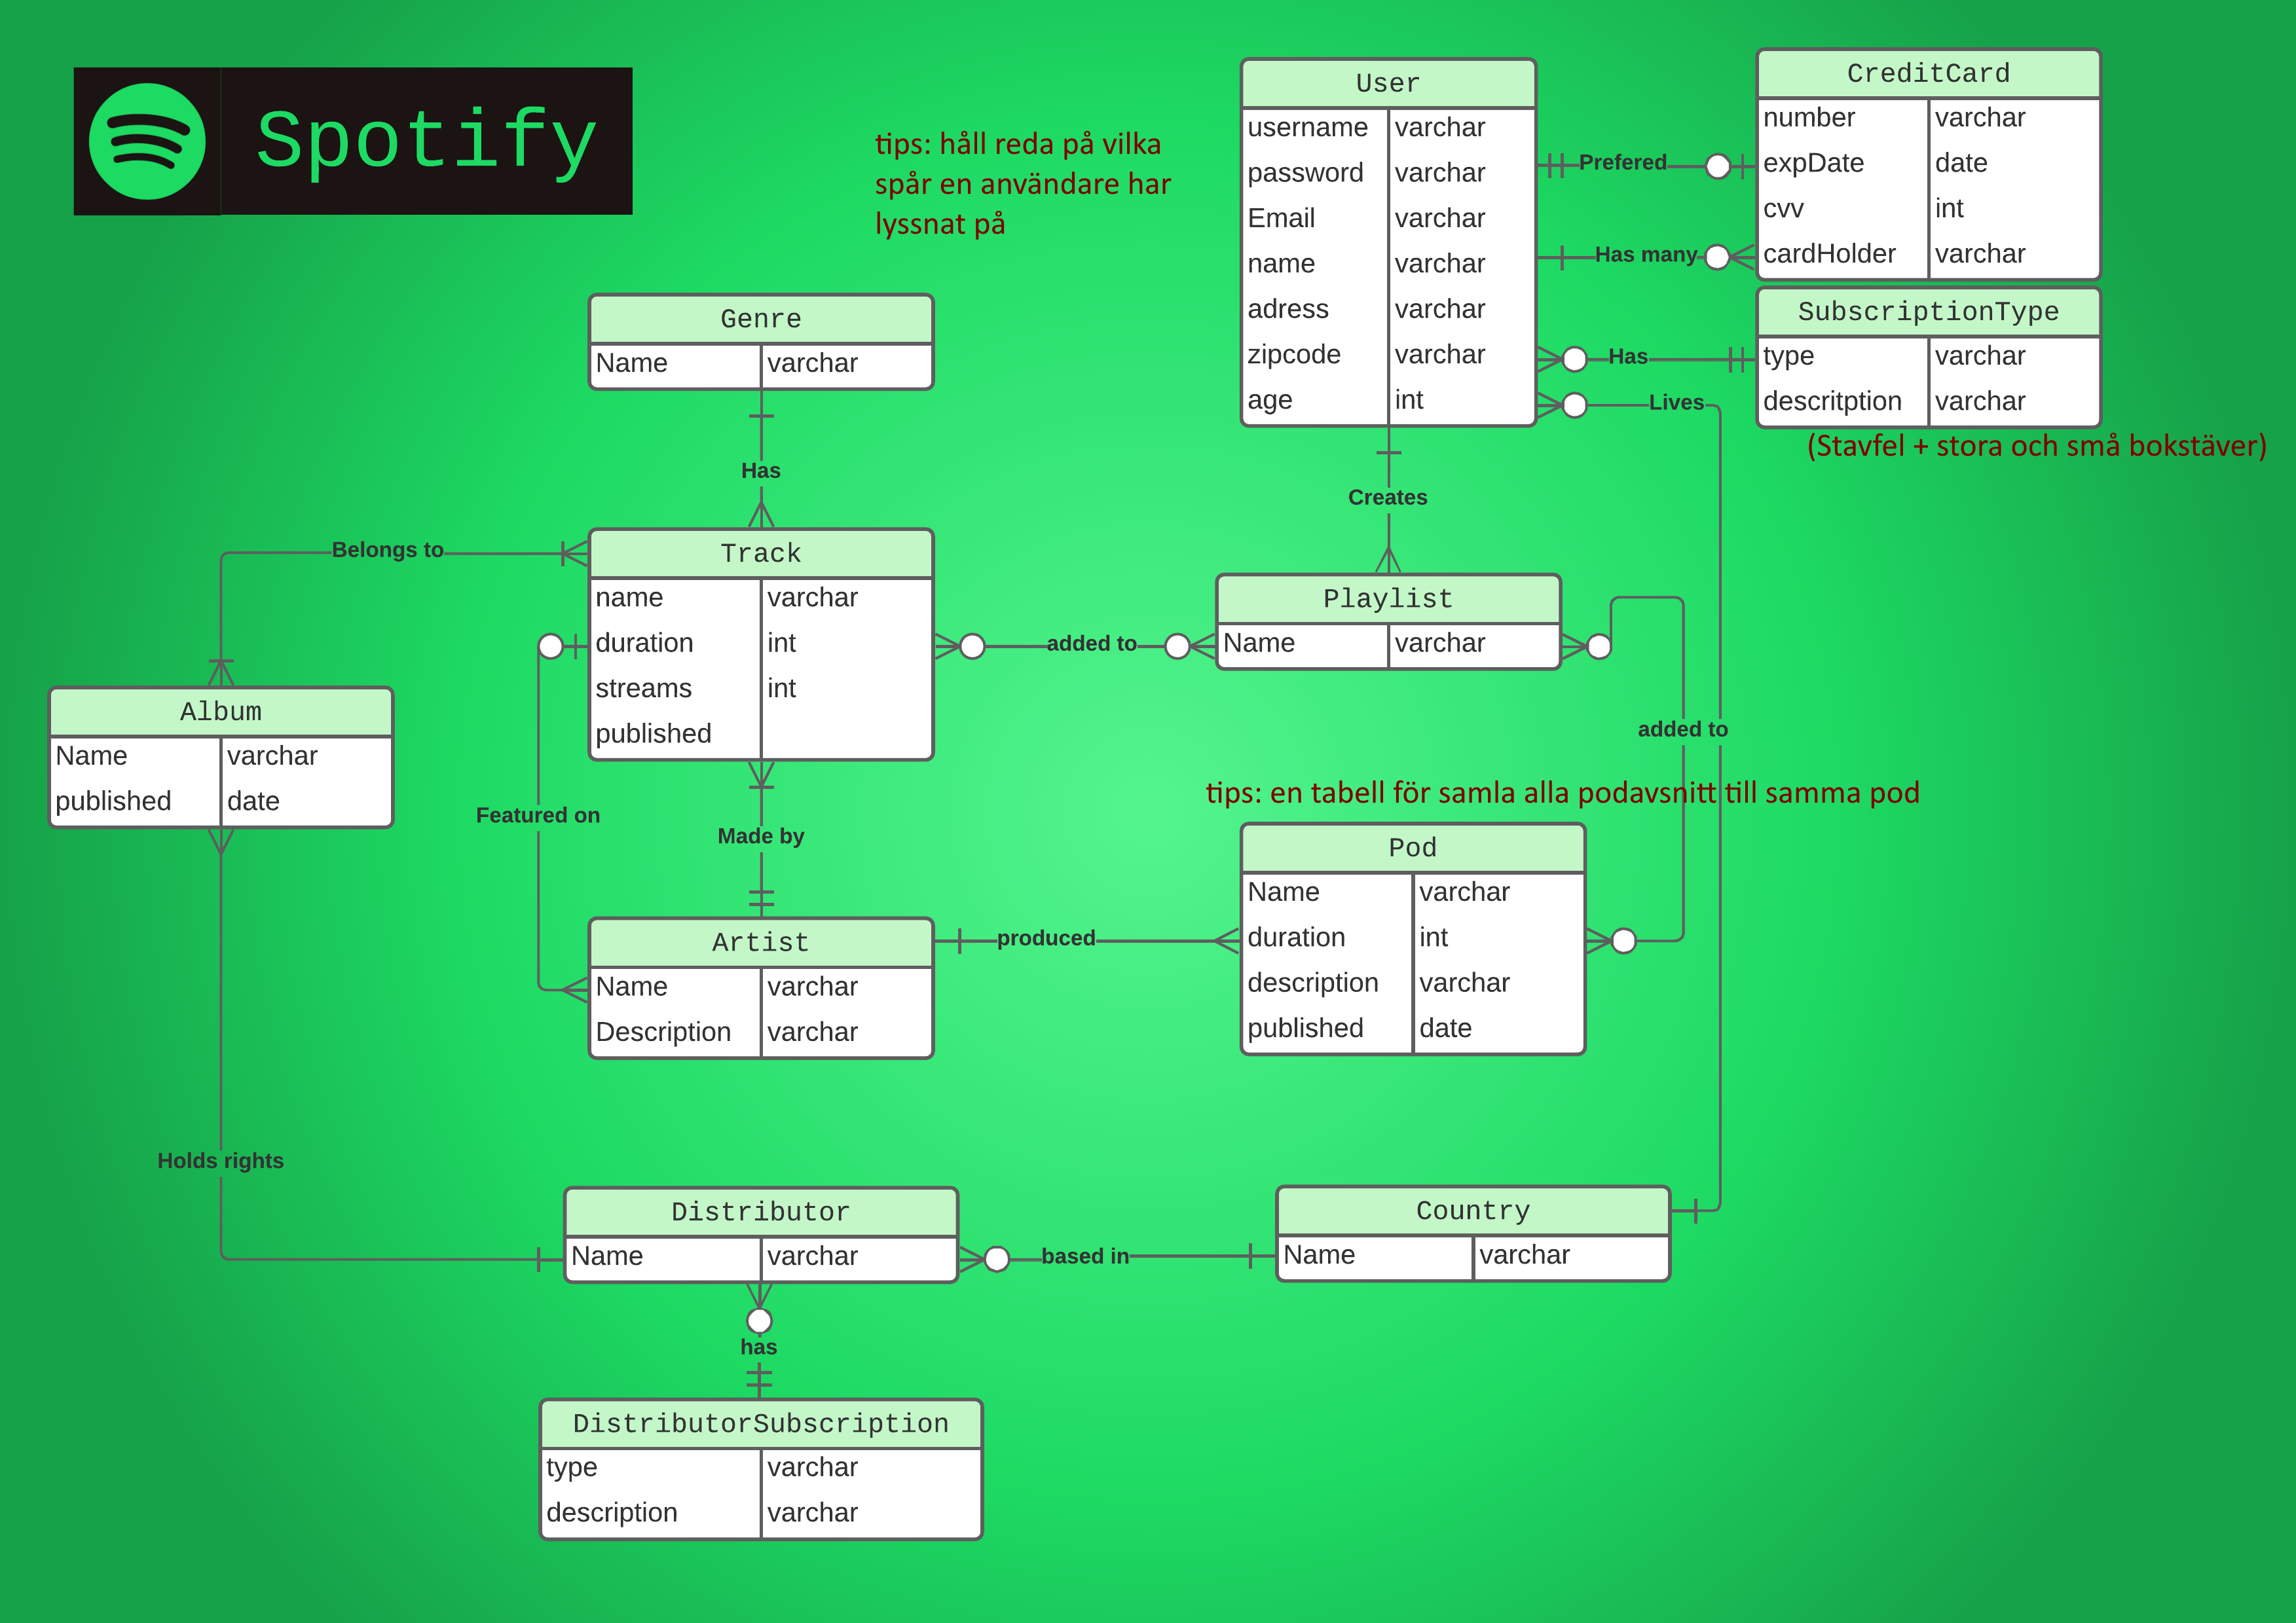 Spotify
tips: håll reda på vilka
spår en användare har
lyssnat på
User
username varchar
password varchar
Email varchar
name varchar
adress varchar
zipcode varchar
age int
Prefered
Has many
Has
Lives
CreditCard
number varchar
expDate date
cvv int
cardHolder varchar
SubscriptionType
type varchar
descritption varchar
(Stavfel + stora och små bokstäver)
Genre
Name varchar
Has
Creates
Belongs to
Track
name varchar
duration int
streams int
published
added to
Playlist
Name varchar
added to
Album
Name varchar
published date
Featured on
Made by
tips: en tabell för samla alla podavsnitt till samma pod
Pod
Name varchar
duration int
description varchar
published date
Artist
Name varchar
Description varchar
produced
Holds rights
Distributor
Name varchar
based in
Country
Name varchar
has
DistributorSubscription
type varchar
description varchar